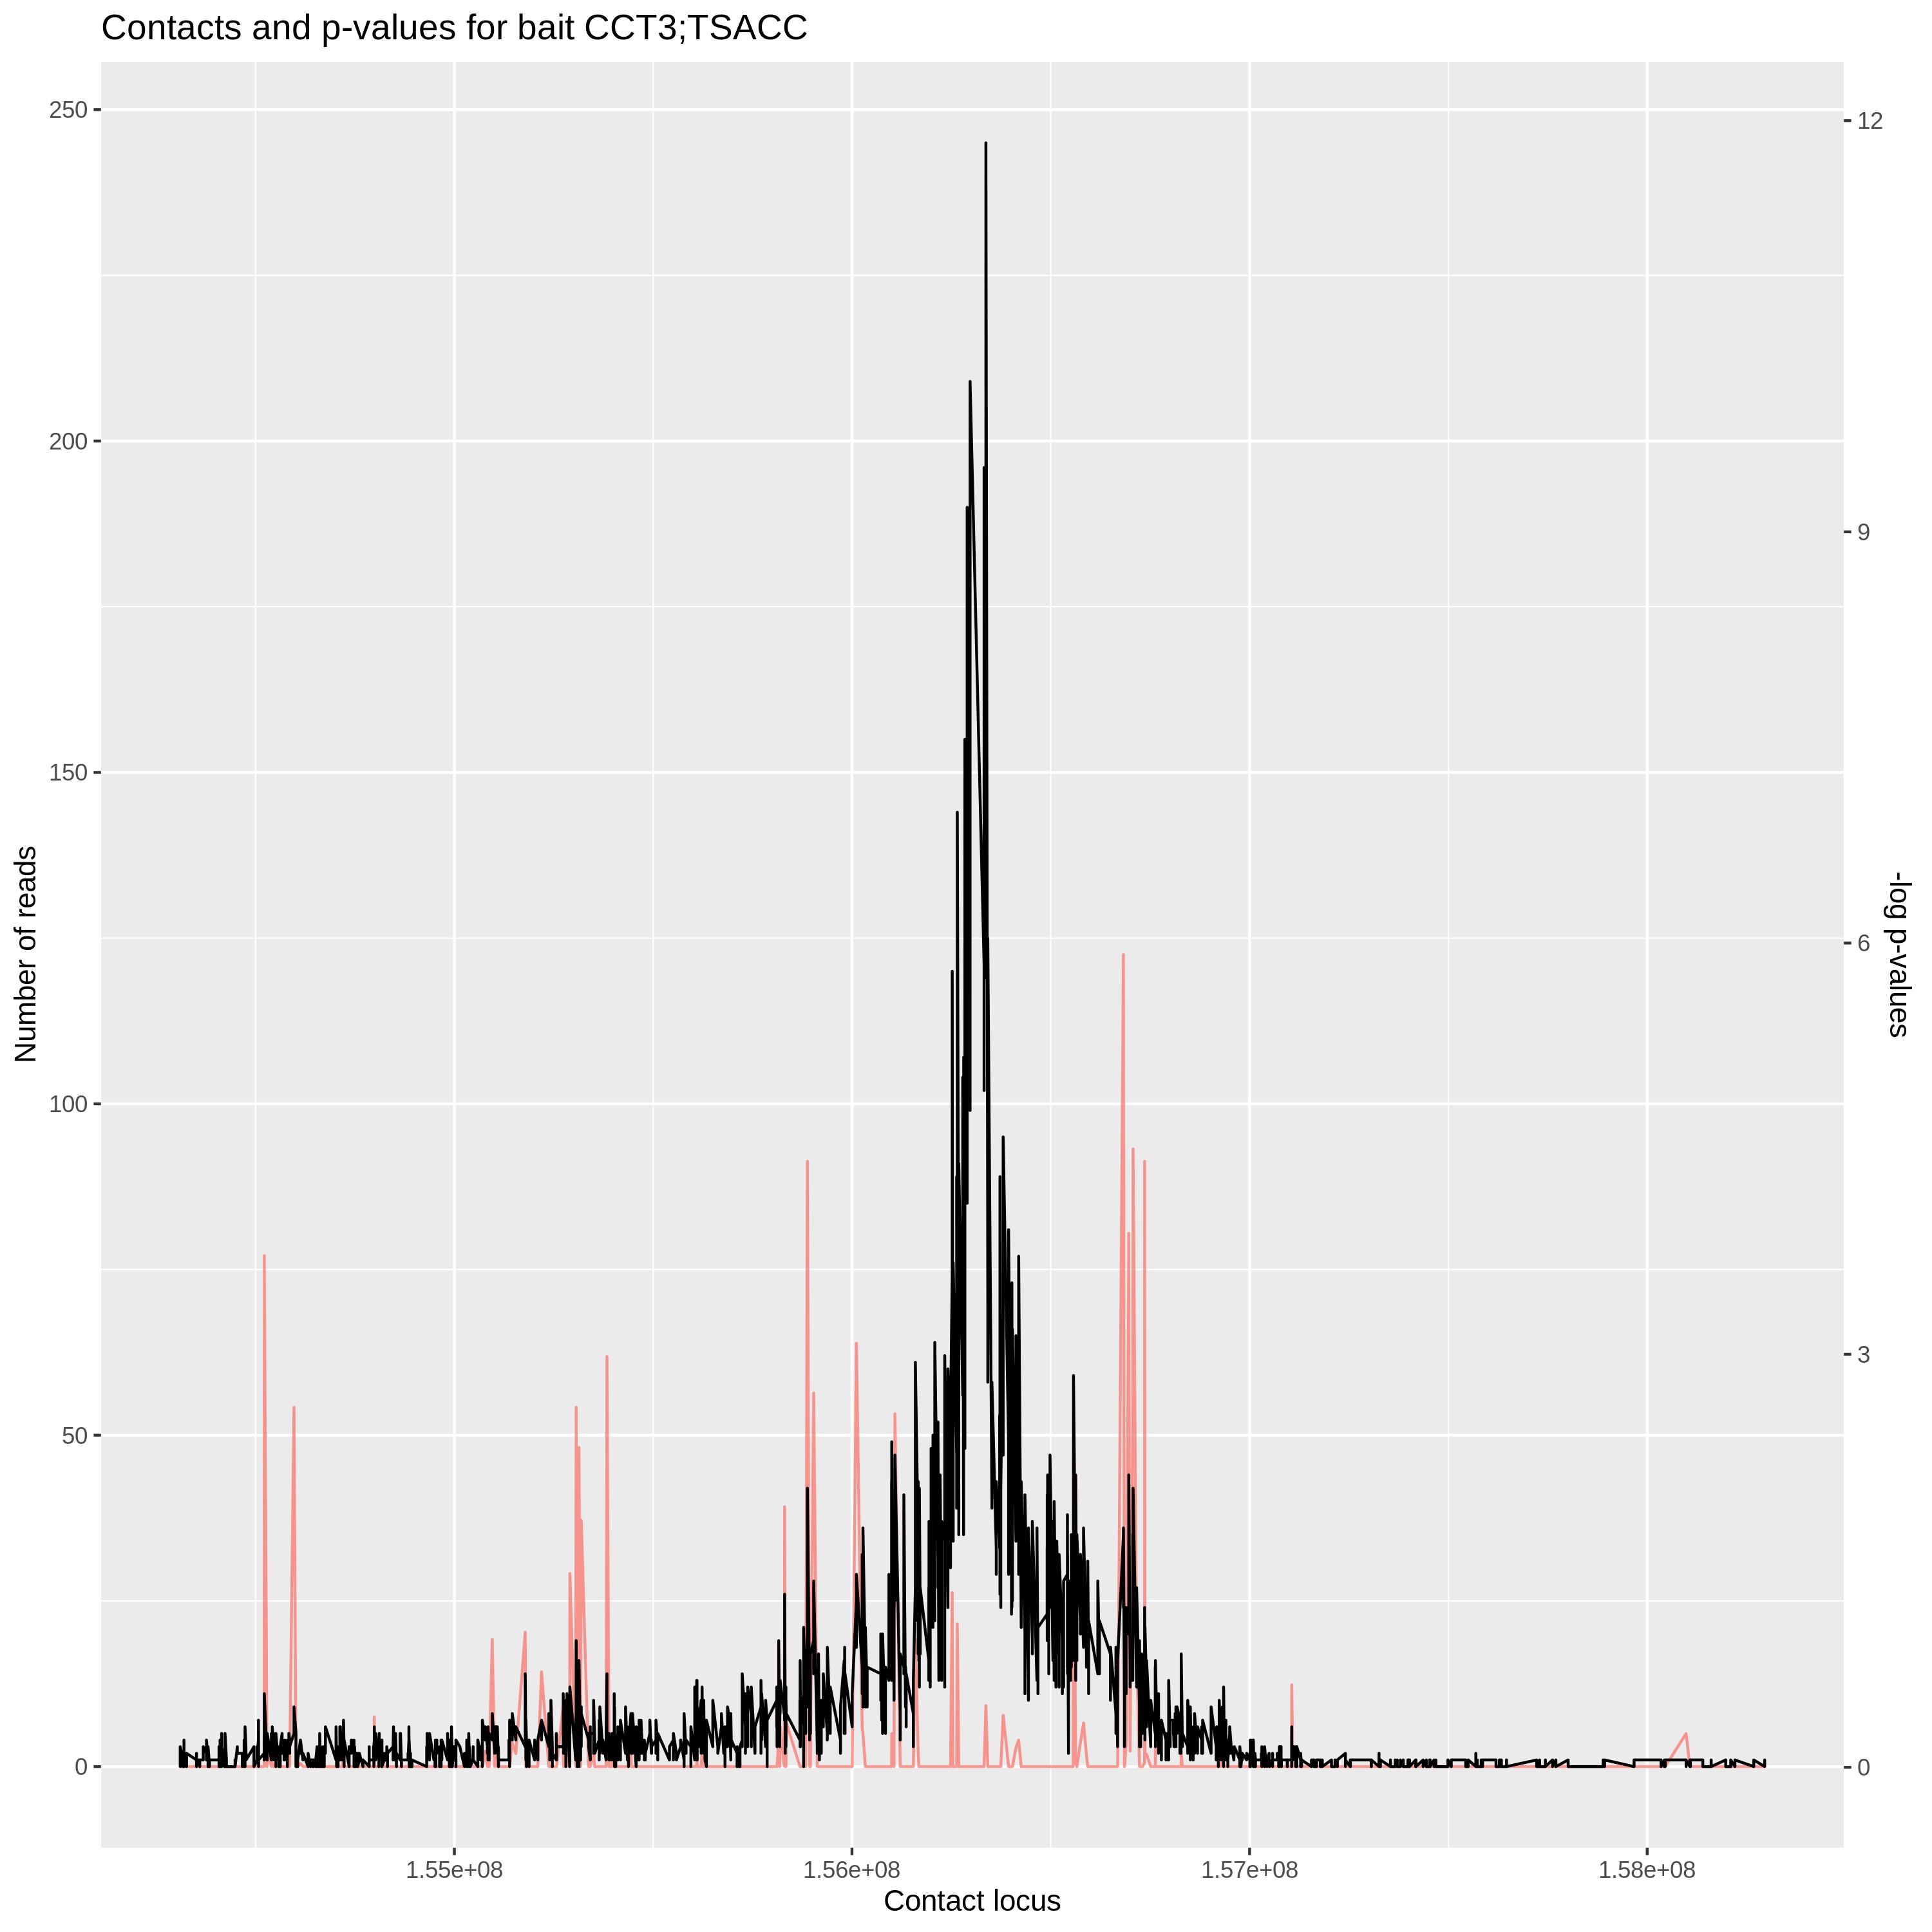 Contacts and p-values for bait CCT3;TSACC
250
200
150
100
50
0
Number of reads
12
9
6
3
0
-log p-values
1.55e+08
1.56e+08
1.57e+08
1.58e+08
Contact locus